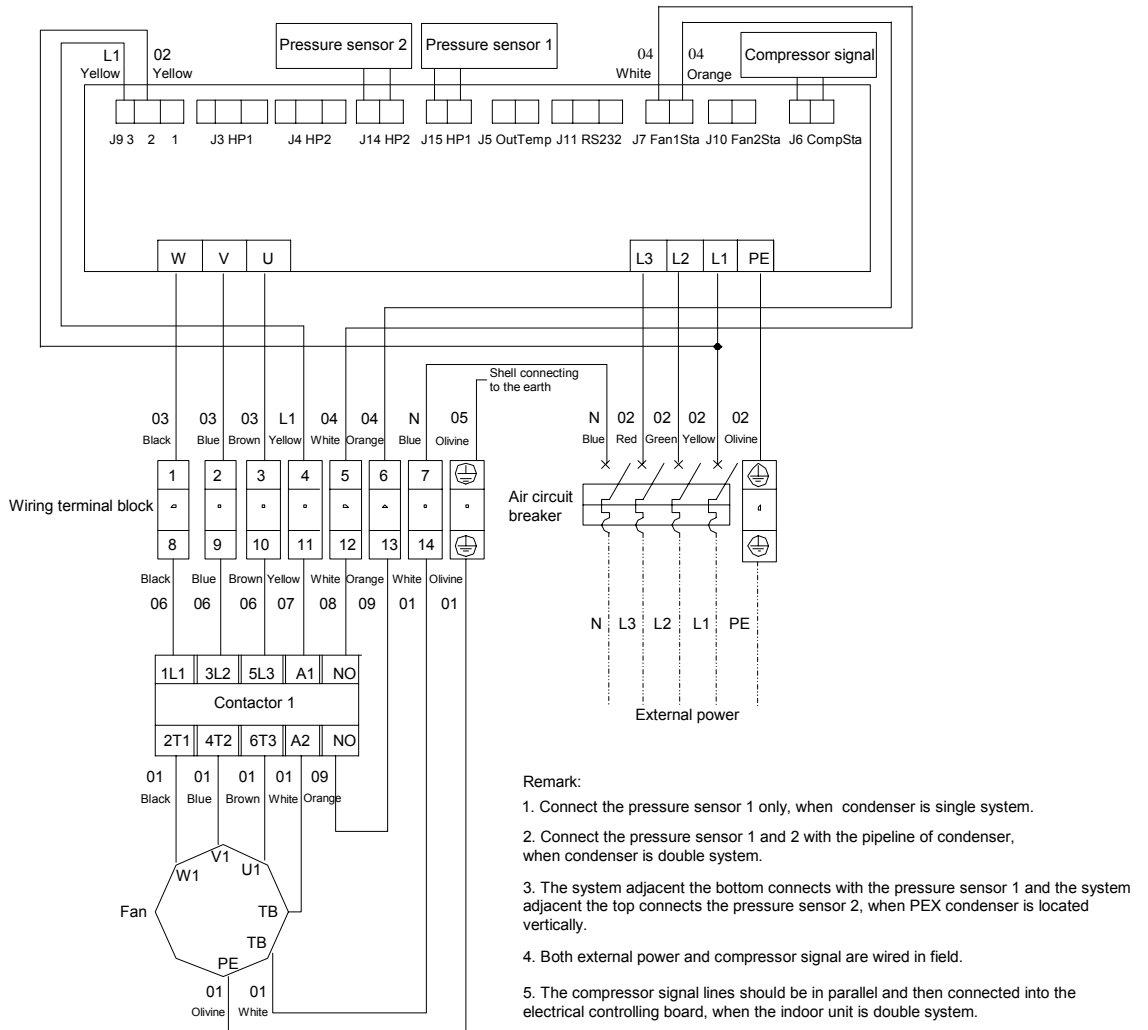 Pressure sensor 2 Pressure sensor 1
L1 02 04 04 Compressor signal
Yellow Yellow White Orange
J9 3 2 1 J3 HP1 J4 HP2 J14 HP2 J15 HP1 J5 OutTemp J11 RS232 J7 Fan1Sta J10 Fan2Sta J6 CompSta
W V U L3 L2 L1 PE
Shell connecting
to the earth
03 03 03 L1 04 04 N 05 N 02 02 02 02
Black Blue Brown Yellow White Orange Blue Olivine Blue Red Green Yellow Olivine
1 2 3 4 5 6 7
Wiring terminal block
Air circuit
breaker
8 9 10 11 12 13 14
Black Blue Brown Yellow White Orange White Olivine
06 06 06 07 08 09 01 01
N L3 L2 L1 PE
1L1 3L2 5L3 A1 NO
Contactor 1
External power
2T1 4T2 6T3 A2 NO
01 01 01 01 09
Black Blue Brown White Orange
V1
W1 U1
Fan TB
TB
PE
01 01
Olivine White
Remark:
1. Connect the pressure sensor 1 only, when condenser is single system.
2. Connect the pressure sensor 1 and 2 with the pipeline of condenser,
when condenser is double system.
3. The system adjacent the bottom connects with the pressure sensor 1 and the system
adjacent the top connects the pressure sensor 2, when PEX condenser is located
vertically.
4. Both external power and compressor signal are wired in field.
5. The compressor signal lines should be in parallel and then connected into the
electrical controlling board, when the indoor unit is double system.